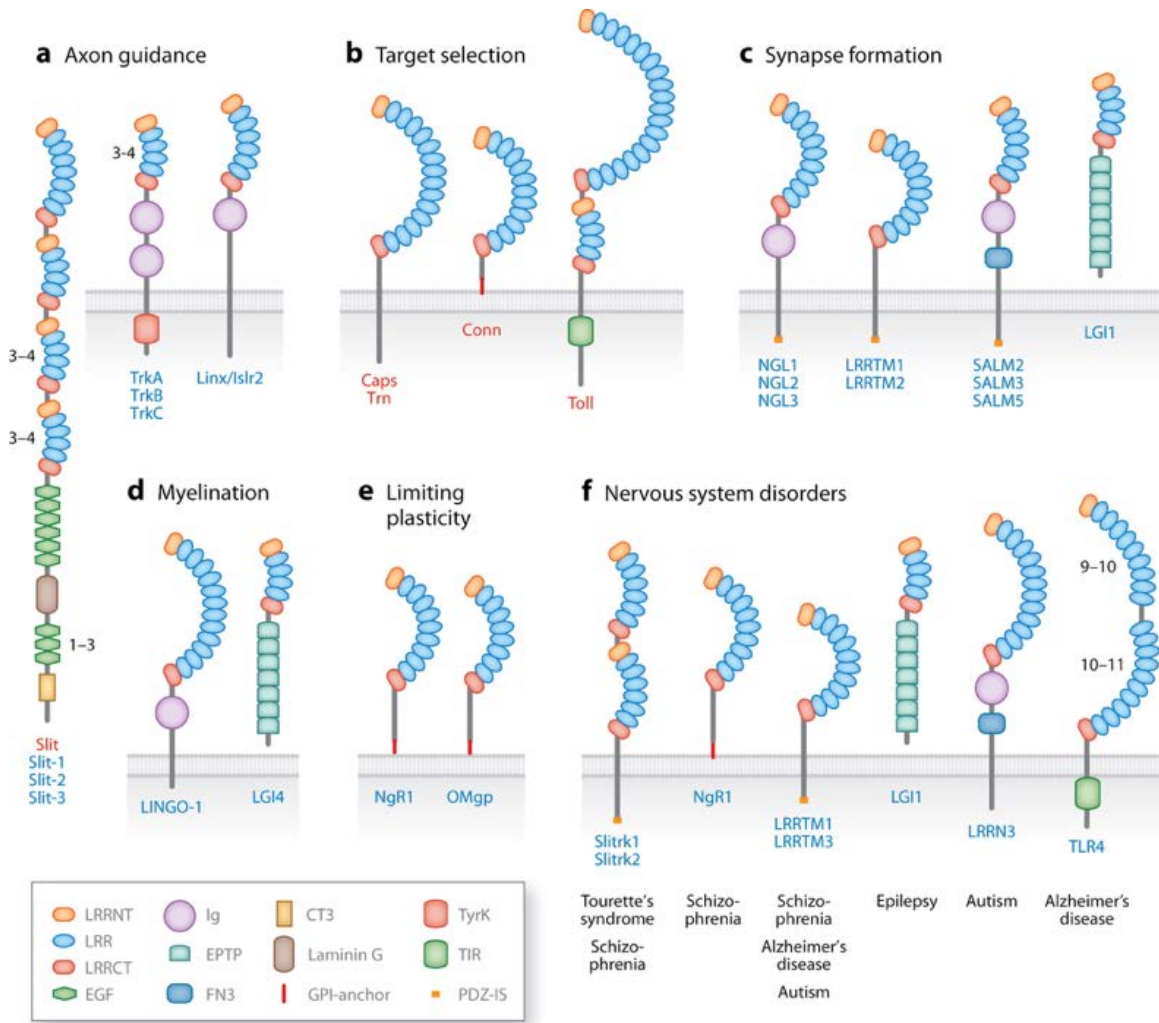 a Axon guidance
b Target selection
c Synapse formation
3–4
3–4
3–4
TrkA
TrkB
TrkC
Linx/Islr2
Caps
Trn
Conn
Toll
NGL1
NGL2
NGL3
LRRTM1
LRRTM2
SALM2
SALM3
SALM5
LGI1
1–3
Slit
Slit-1
Slit-2
Slit-3
d Myelination
LINGO-1
LGI4
e Limiting
plasticity
NgR1
OMgp
f Nervous system disorders
9–10
10–11
Slitrk1
Slitrk2
NgR1
LRRTM1
LRRTM3
LGI1
LRRN3
TLR4
Tourette's
syndrome
Schizo-
phrenia
Schizo-
phrenia
Schizo-
phrenia
Alzheimer's
disease
Autism
Epilepsy
Autism
Alzheimer's
disease
LRRNT
LRR
LRRCT
EGF
Ig
EPTP
FN3
CT3
Laminin G
GPI-anchor
TyrK
TIR
PDZ-IS